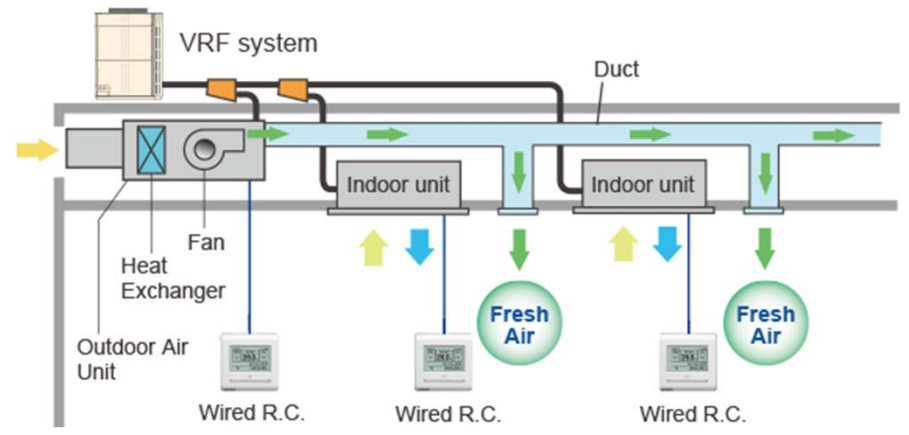 VRF system
Duct
Indoor unit
Indoor unit
Fan
Heat
Exchanger
Outdoor Air
Unit
Fresh
Air
Fresh
Air
Wired R.C.
Wired R.C.
Wired R.C.